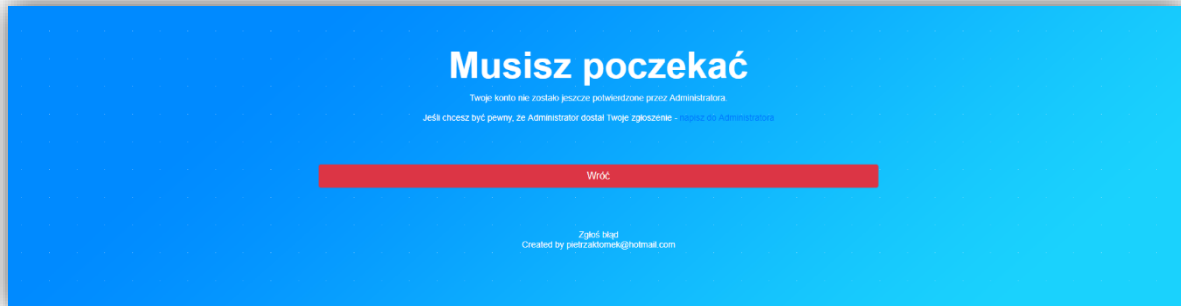 Musisz poczekać
Twoje konto nie zostało jeszcze potwierdzone przez Administratora.
Jeśli chcesz być pewny, że Administrator dostał Twoje zgłoszenie - napisz do Administratora
Wróć
Zgłoś błąd
Created by pietrzaktomek@hotmail.com